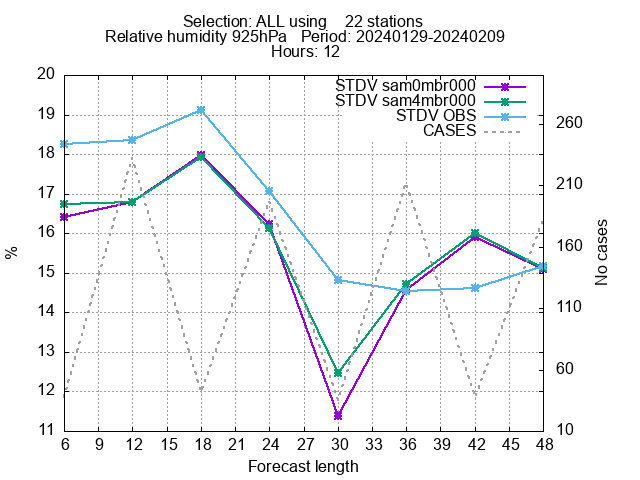 Selection: ALL using    22 stations
Relative humidity 925hPa   Period: 20240129-20240209
Hours: 12
STDV sam0mbr000
STDV sam4mbr000
STDV OBS
CASES
20
19
18
17
16
15
14
13
12
11
%
260
210
160
110
60
10
No cases
6 9 12 15 18 21 24 27 30 33 36 39 42 45 48
Forecast length